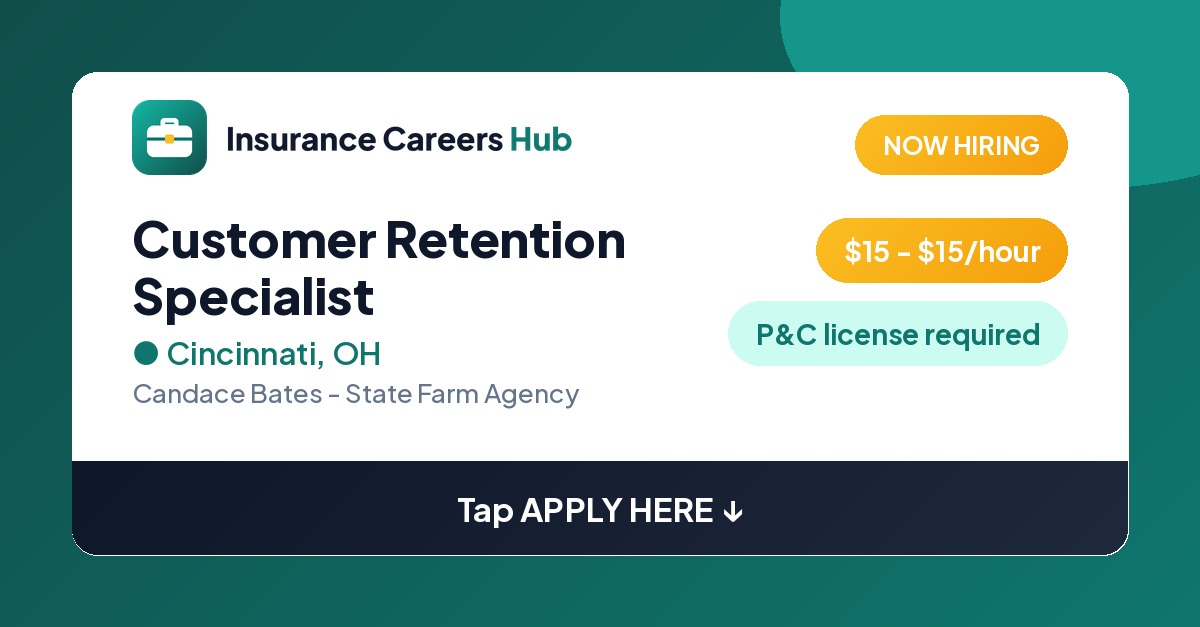 Insurance Careers Hub
NOW HIRING
Customer Retention
Specialist
$15 - $15/hour
P&C license required
Cincinnati, OH
Candace Bates - State Farm Agency
Tap APPLY HERE ↓